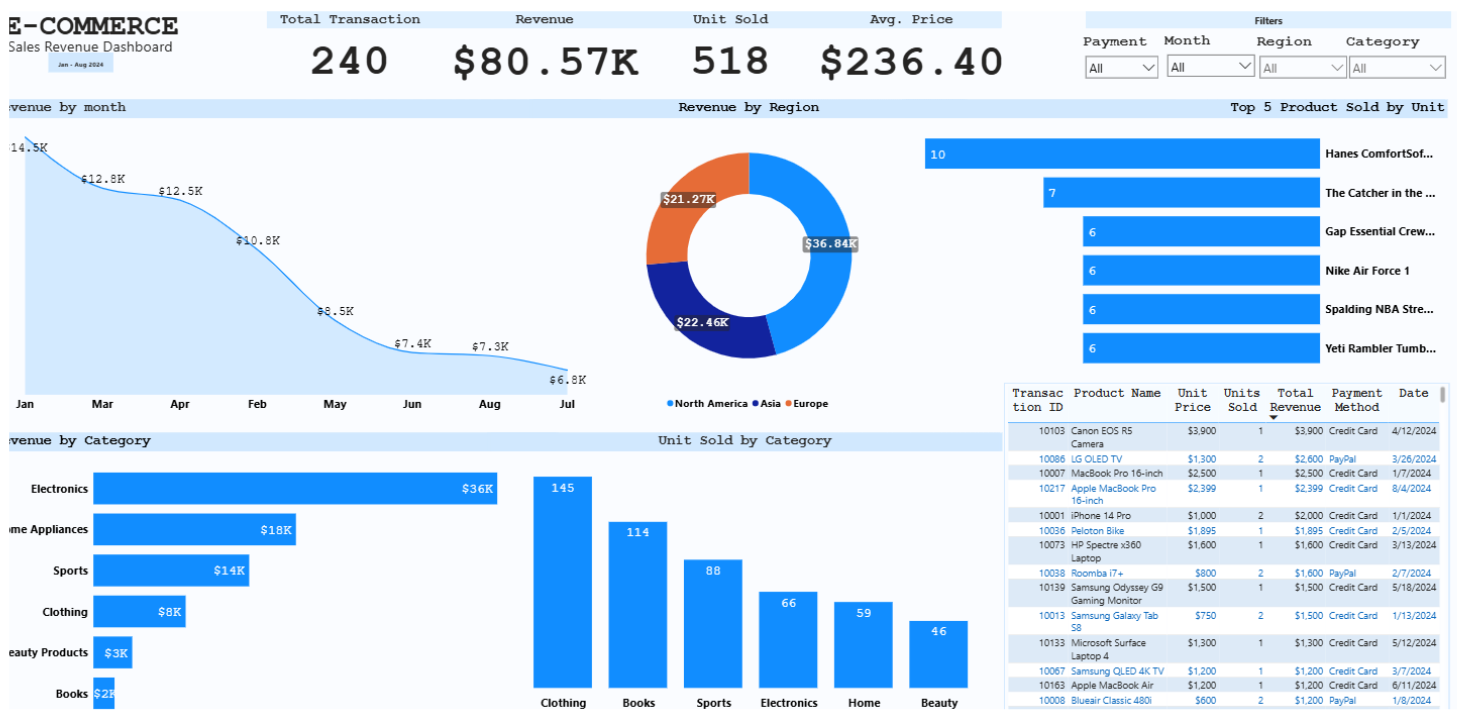 E-COMMERCE
Sales Revenue Dashboard
Jan - Aug 2024
Total Transaction
240
Revenue
$80.57K
Unit Sold
518
Avg. Price
$236.40
Filters
Payment
All
Month
All
Region
All
Category
All
venue by month
14.5K
$12.8K
$12.5K
$10.8K
$8.5K
$7.4K
$7.3K
$6.8K
Jan Mar Apr Feb May Jun Aug Jul
Revenue by Region
$21.27K
$36.84K
$22.46K
North America Asia Europe
Top 5 Product Sold by Unit
10 Hanes ComfortSof...
7 The Catcher in the ...
6 Gap Essential Crew...
6 Nike Air Force 1
6 Spalding NBA Stre...
6 Yeti Rambler Tumb...
venue by Category
Electronics $36K
ome Appliances $18K
Sports $14K
Clothing $8K
eauty Products $3K
Books $2K
Unit Sold by Category
145
114
88
66
59
46
Clothing Books Sports Electronics Home Beauty
Transac Product Name Unit Units Total Payment Date
tion ID Price Sold Revenue Method
10103 Canon EOS R5 $3,900 1 $3,900 Credit Card 4/12/2024
Camera
10086 LG OLED TV $1,300 2 $2,600 PayPal 3/26/2024
10007 MacBook Pro 16-inch $2,500 1 $2,500 Credit Card 1/7/2024
10217 Apple MacBook Pro $2,399 1 $2,399 Credit Card 8/4/2024
16-inch
10001 iPhone 14 Pro $1,000 2 $2,000 Credit Card 1/1/2024
10036 Peloton Bike $1,895 1 $1,895 Credit Card 2/5/2024
10073 HP Spectre x360 $1,600 1 $1,600 Credit Card 3/13/2024
Laptop
10038 Roomba i7+ $800 2 $1,600 PayPal 2/7/2024
10139 Samsung Odyssey G9 $1,500 1 $1,500 Credit Card 5/18/2024
Gaming Monitor
10013 Samsung Galaxy Tab $750 2 $1,500 Credit Card 1/13/2024
S8
10133 Microsoft Surface $1,300 1 $1,300 Credit Card 5/12/2024
Laptop 4
10067 Samsung QLED 4K TV $1,200 1 $1,200 Credit Card 3/7/2024
10163 Apple MacBook Air $1,200 1 $1,200 Credit Card 6/11/2024
10008 Blueair Classic 480i $600 2 $1,200 PayPal 1/8/2024